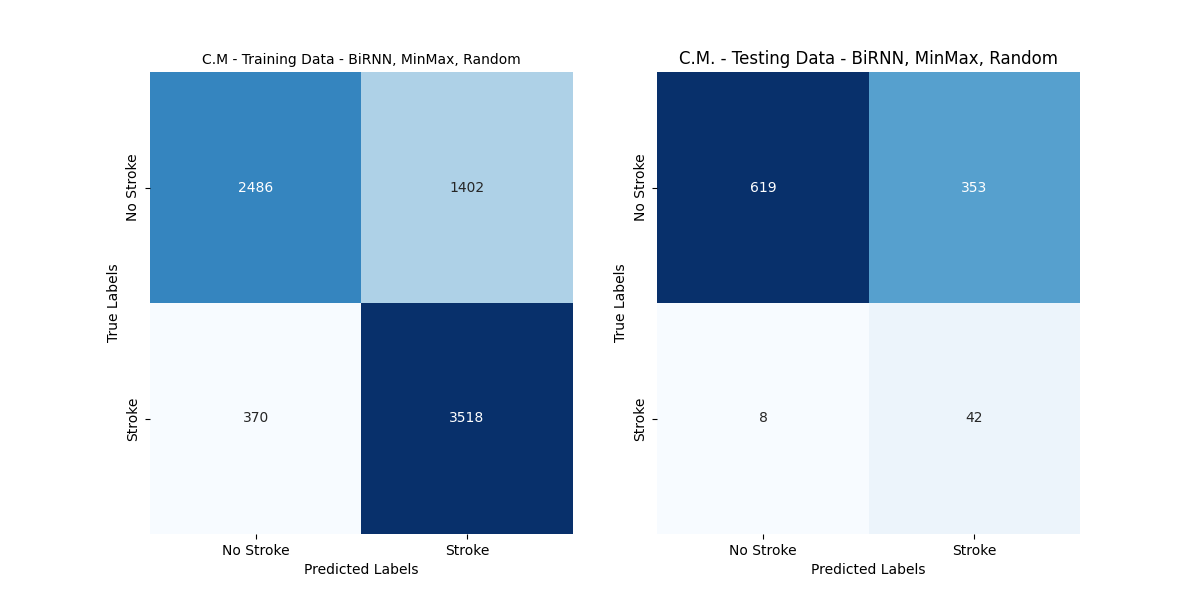 C.M - Training Data - BiRNN, MinMax, Random
True Labels
No Stroke
Stroke
2486
1402
370
3518
No Stroke
Stroke
Predicted Labels
C.M. - Testing Data - BiRNN, MinMax, Random
True Labels
No Stroke
Stroke
619
353
8
42
No Stroke
Stroke
Predicted Labels